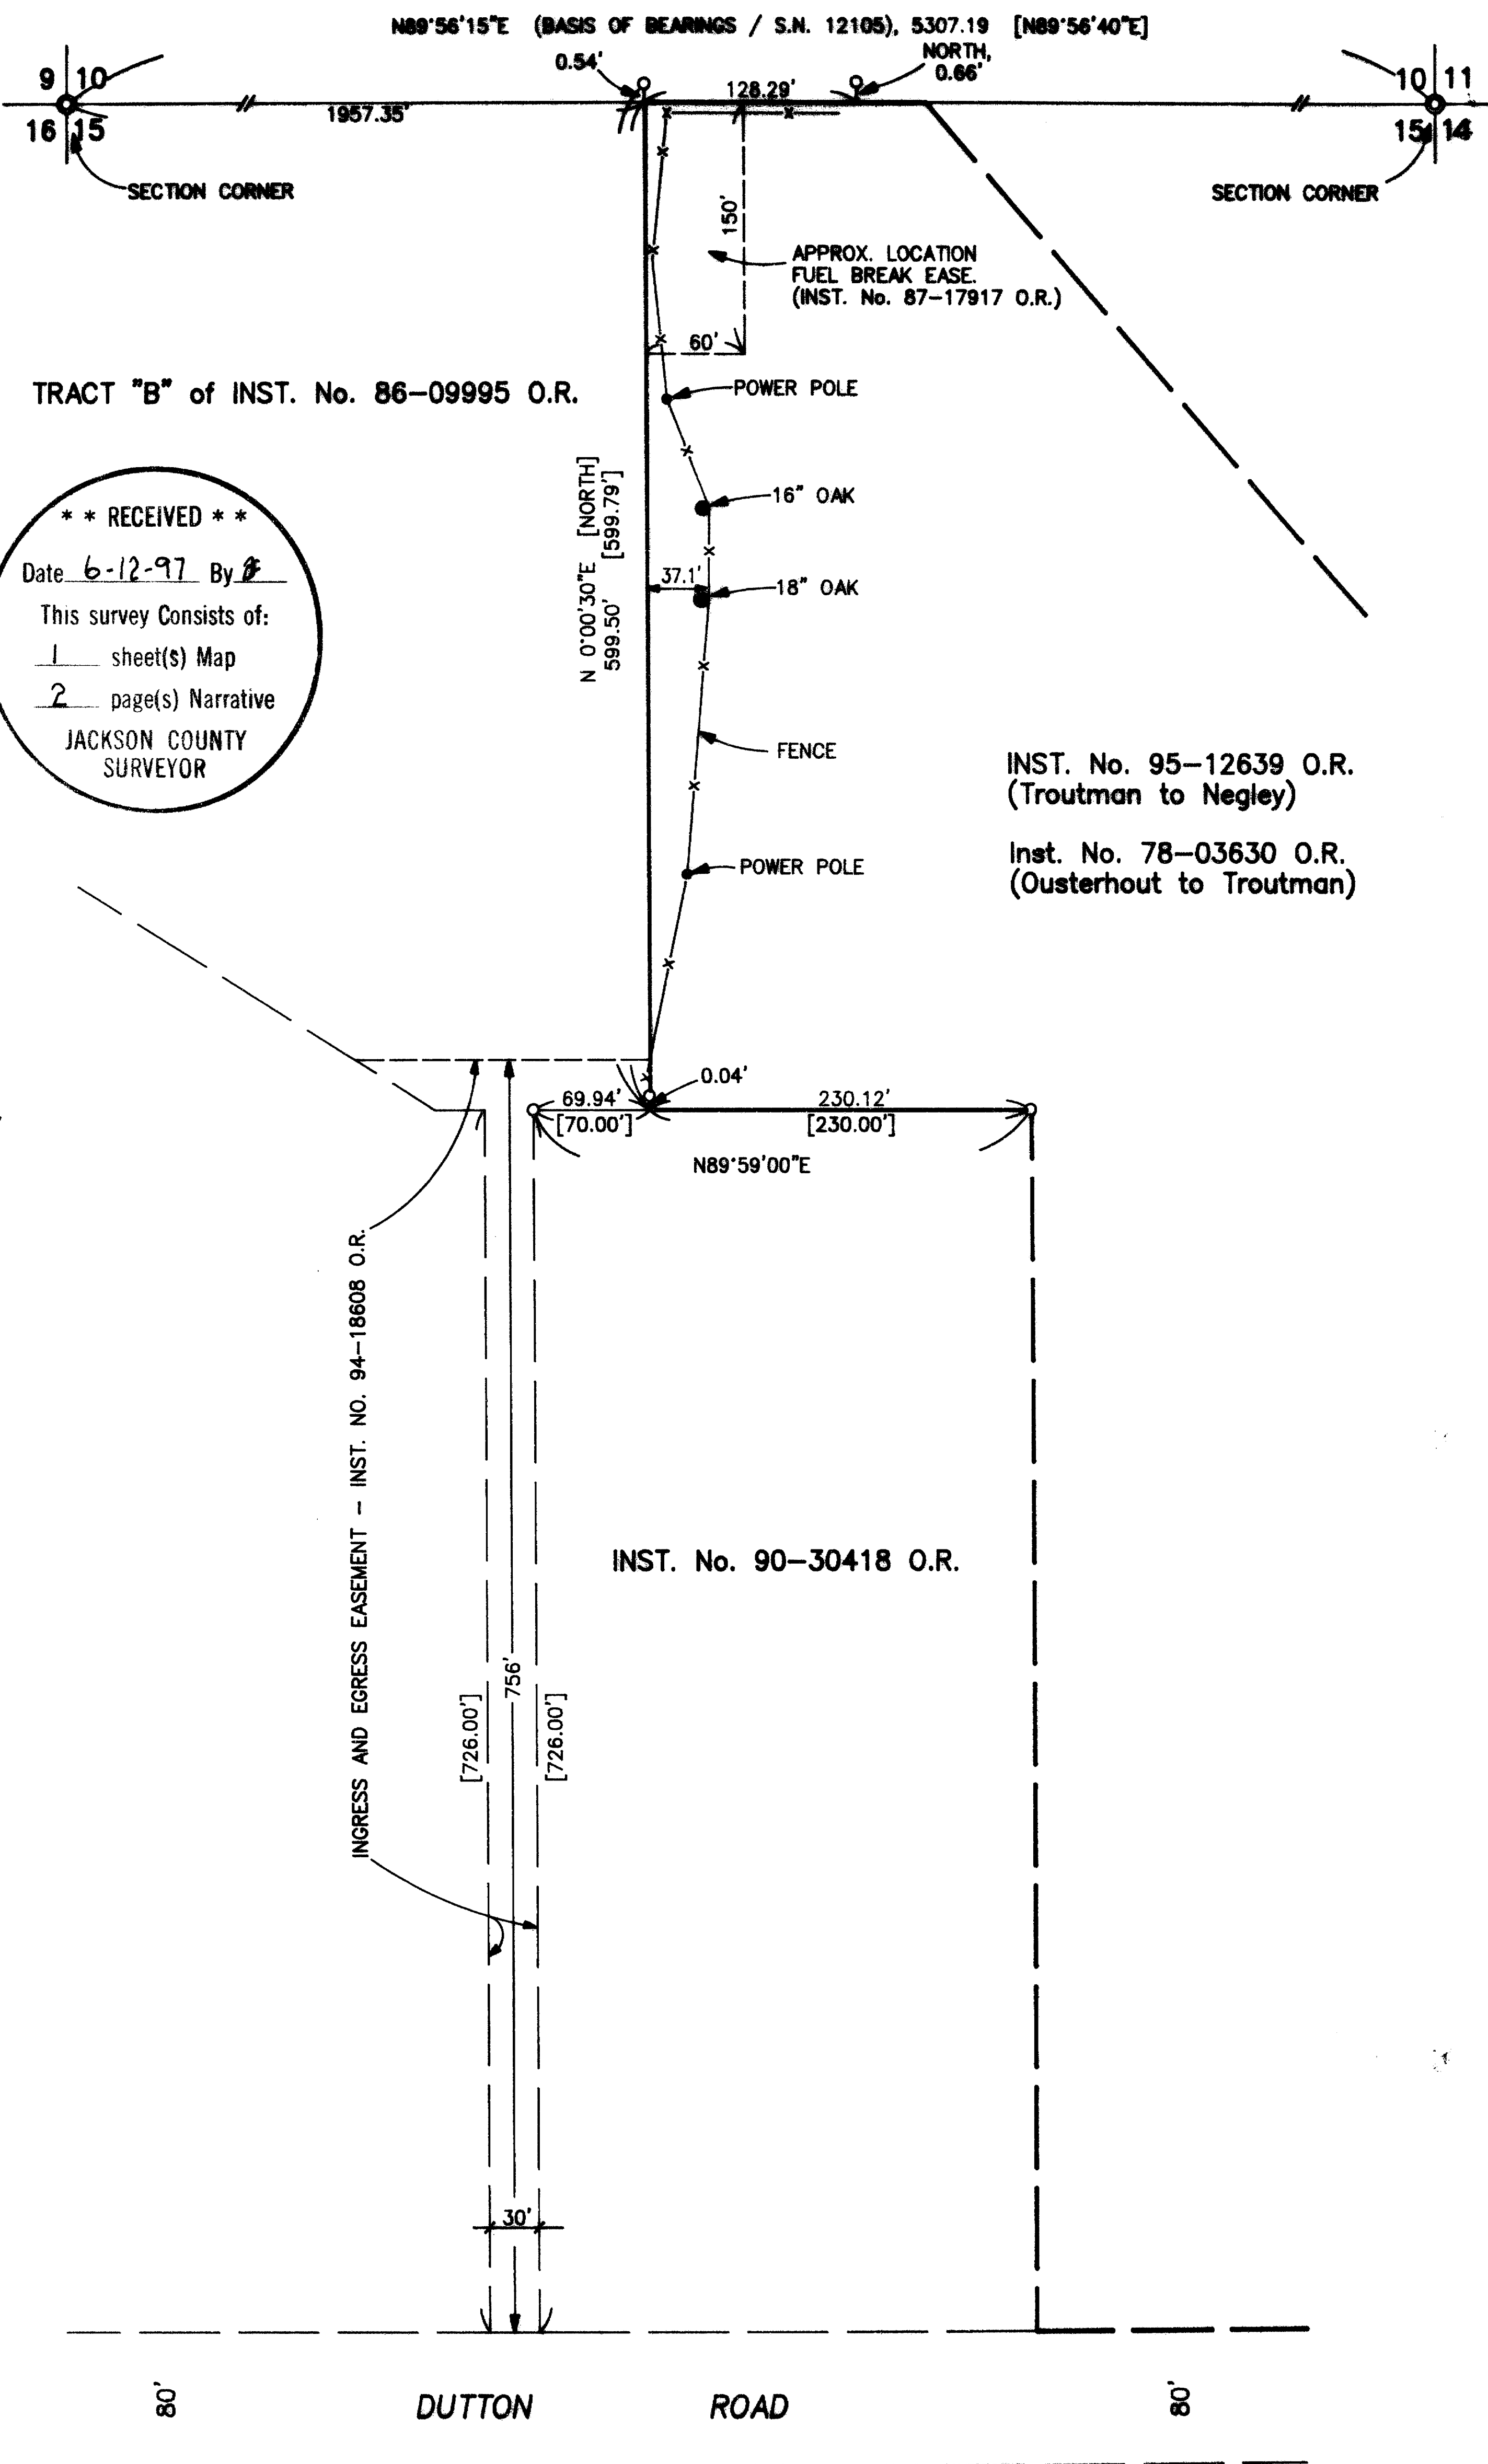 N89°56'15"E (BASIS OF BEARINGS / S.N. 12105), 5307.19 [N89°56'40"E]
0.54'
NORTH,
0.66'
9 10
16 15
1957.35'
128.29'
10 11
15 14
SECTION CORNER
SECTION CORNER
150'
APPROX. LOCATION
FUEL BREAK EASE.
(INST. No. 87-17917 O.R.)
60'
TRACT "B" of INST. No. 86-09995 O.R.
POWER POLE
N 0°00'30"E [NORTH]
599.50' [599.79']
16" OAK
37.1'
18" OAK
* * RECEIVED * *
Date 6-12-97 By
This survey Consists of:
1 sheet(s) Map
2 page(s) Narrative
JACKSON COUNTY
SURVEYOR
FENCE
INST. No. 95-12639 O.R.
(Troutman to Negley)
Inst. No. 78-03630 O.R.
(Ousterhout to Troutman)
POWER POLE
0.04'
69.94'
[70.00']
230.12'
[230.00']
N89°59'00"E
INGRESS AND EGRESS EASEMENT - INST. NO. 94-18608 O.R.
INST. No. 90-30418 O.R.
[726.00']
756'
[726.00']
30'
80'
DUTTON ROAD
80'